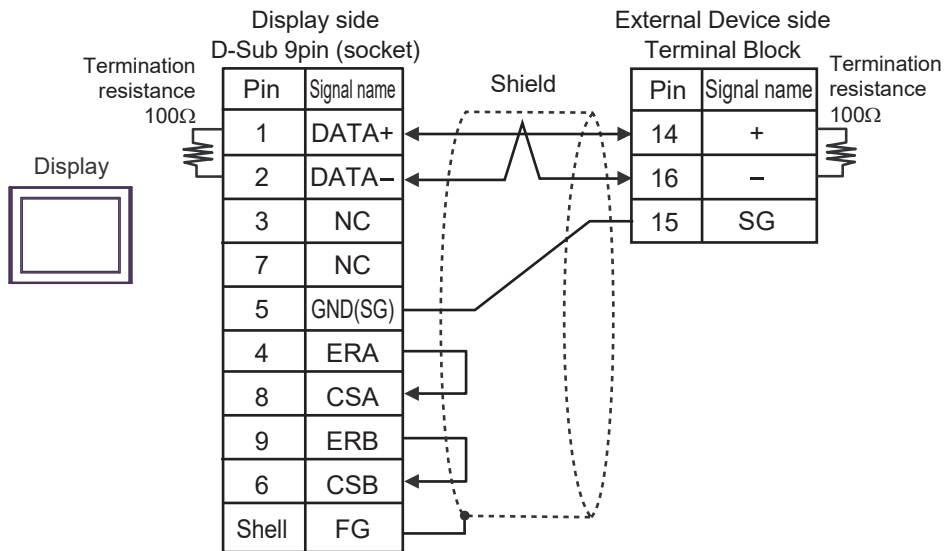 Display side
D-Sub 9pin (socket)
External Device side
Terminal Block
Termination
resistance
100Ω
Shield
Termination
resistance
100Ω
Display
Pin Signal name
1 DATA+
2 DATA–
3 NC
7 NC
5 GND(SG)
4 ERA
8 CSA
9 ERB
6 CSB
Shell FG
Pin Signal name
14 +
16 –
15 SG